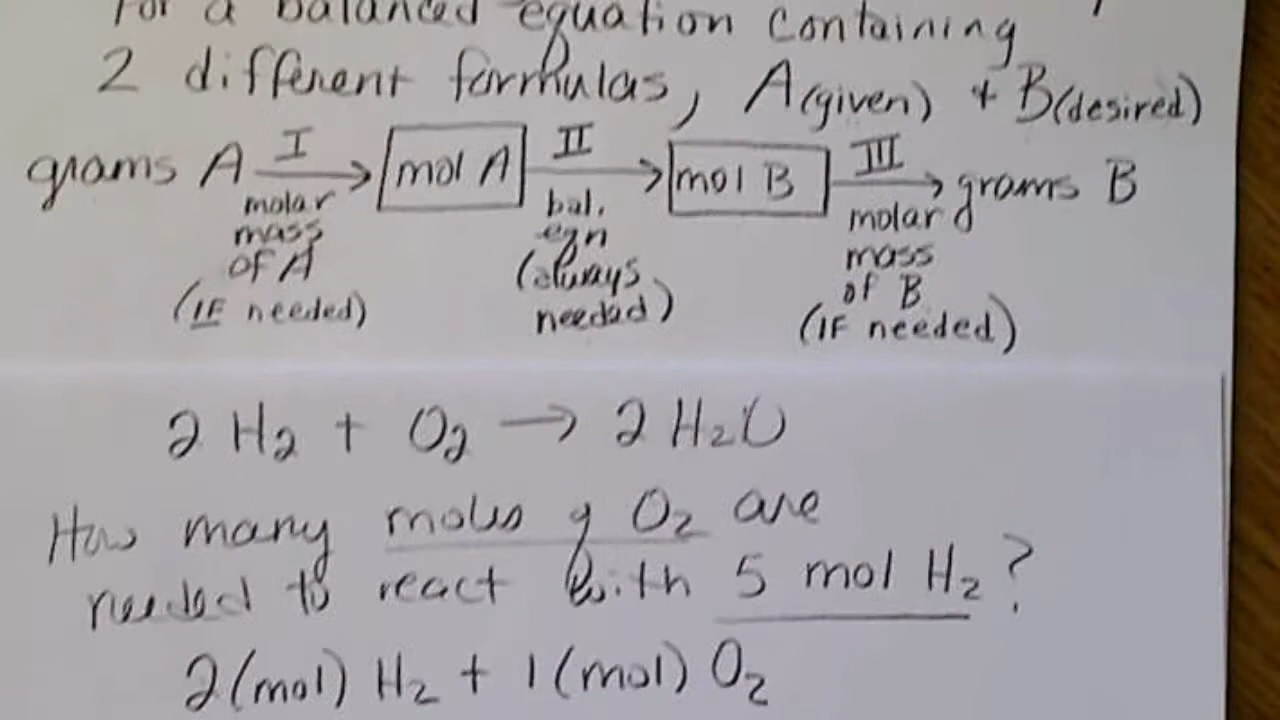 For a balanced equation containing
2 different formulas, A(given) + B(desired)
grams A I → mol A II → mol B III → grams B
molar mass of A (IF needed)
bal. eqn (always needed)
molar mass of B (IF needed)
2 H₂ + O₂ → 2 H₂O
How many moles of O₂ are
needed to react with 5 mol H₂?
2(mol) H₂ + 1(mol) O₂